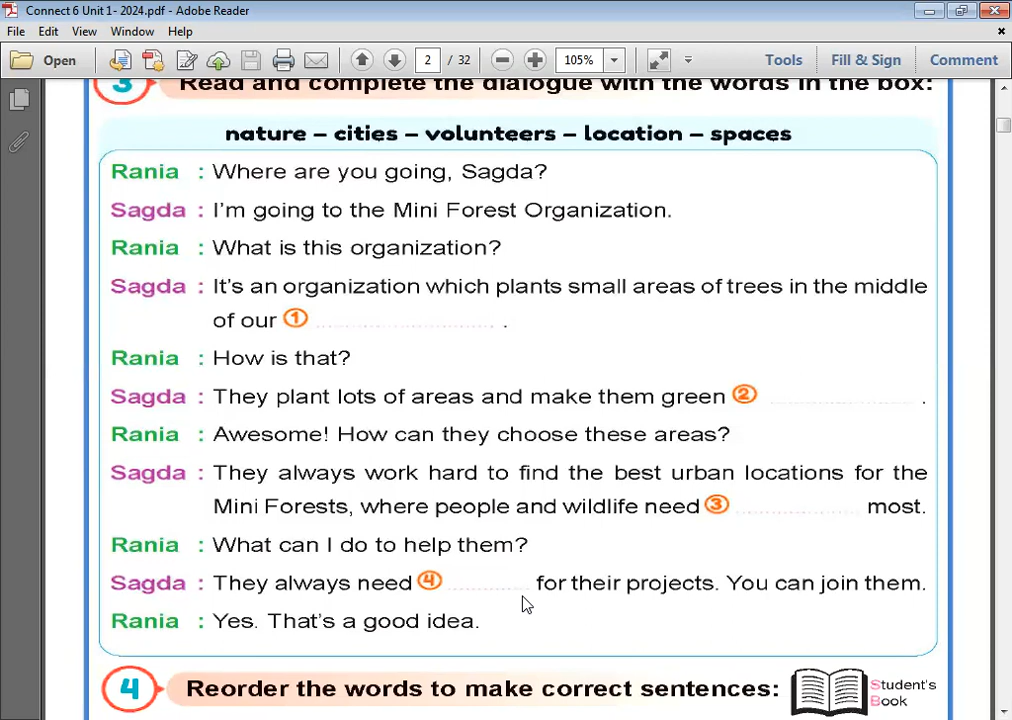 Connect 6 Unit 1- 2024.pdf - Adobe Reader
File Edit View Window Help
Open 2 / 32 105% Tools Fill & Sign Comment
3 Read and complete the dialogue with the words in the box:
nature – cities – volunteers – location – spaces
Rania : Where are you going, Sagda?
Sagda : I'm going to the Mini Forest Organization.
Rania : What is this organization?
Sagda : It's an organization which plants small areas of trees in the middle
of our ① .................................... .
Rania : How is that?
Sagda : They plant lots of areas and make them green ② ............................. .
Rania : Awesome! How can they choose these areas?
Sagda : They always work hard to find the best urban locations for the
Mini Forests, where people and wildlife need ③ ......................... most.
Rania : What can I do to help them?
Sagda : They always need ④ ................. for their projects. You can join them.
Rania : Yes. That's a good idea.
4 Reorder the words to make correct sentences: Student's
Book